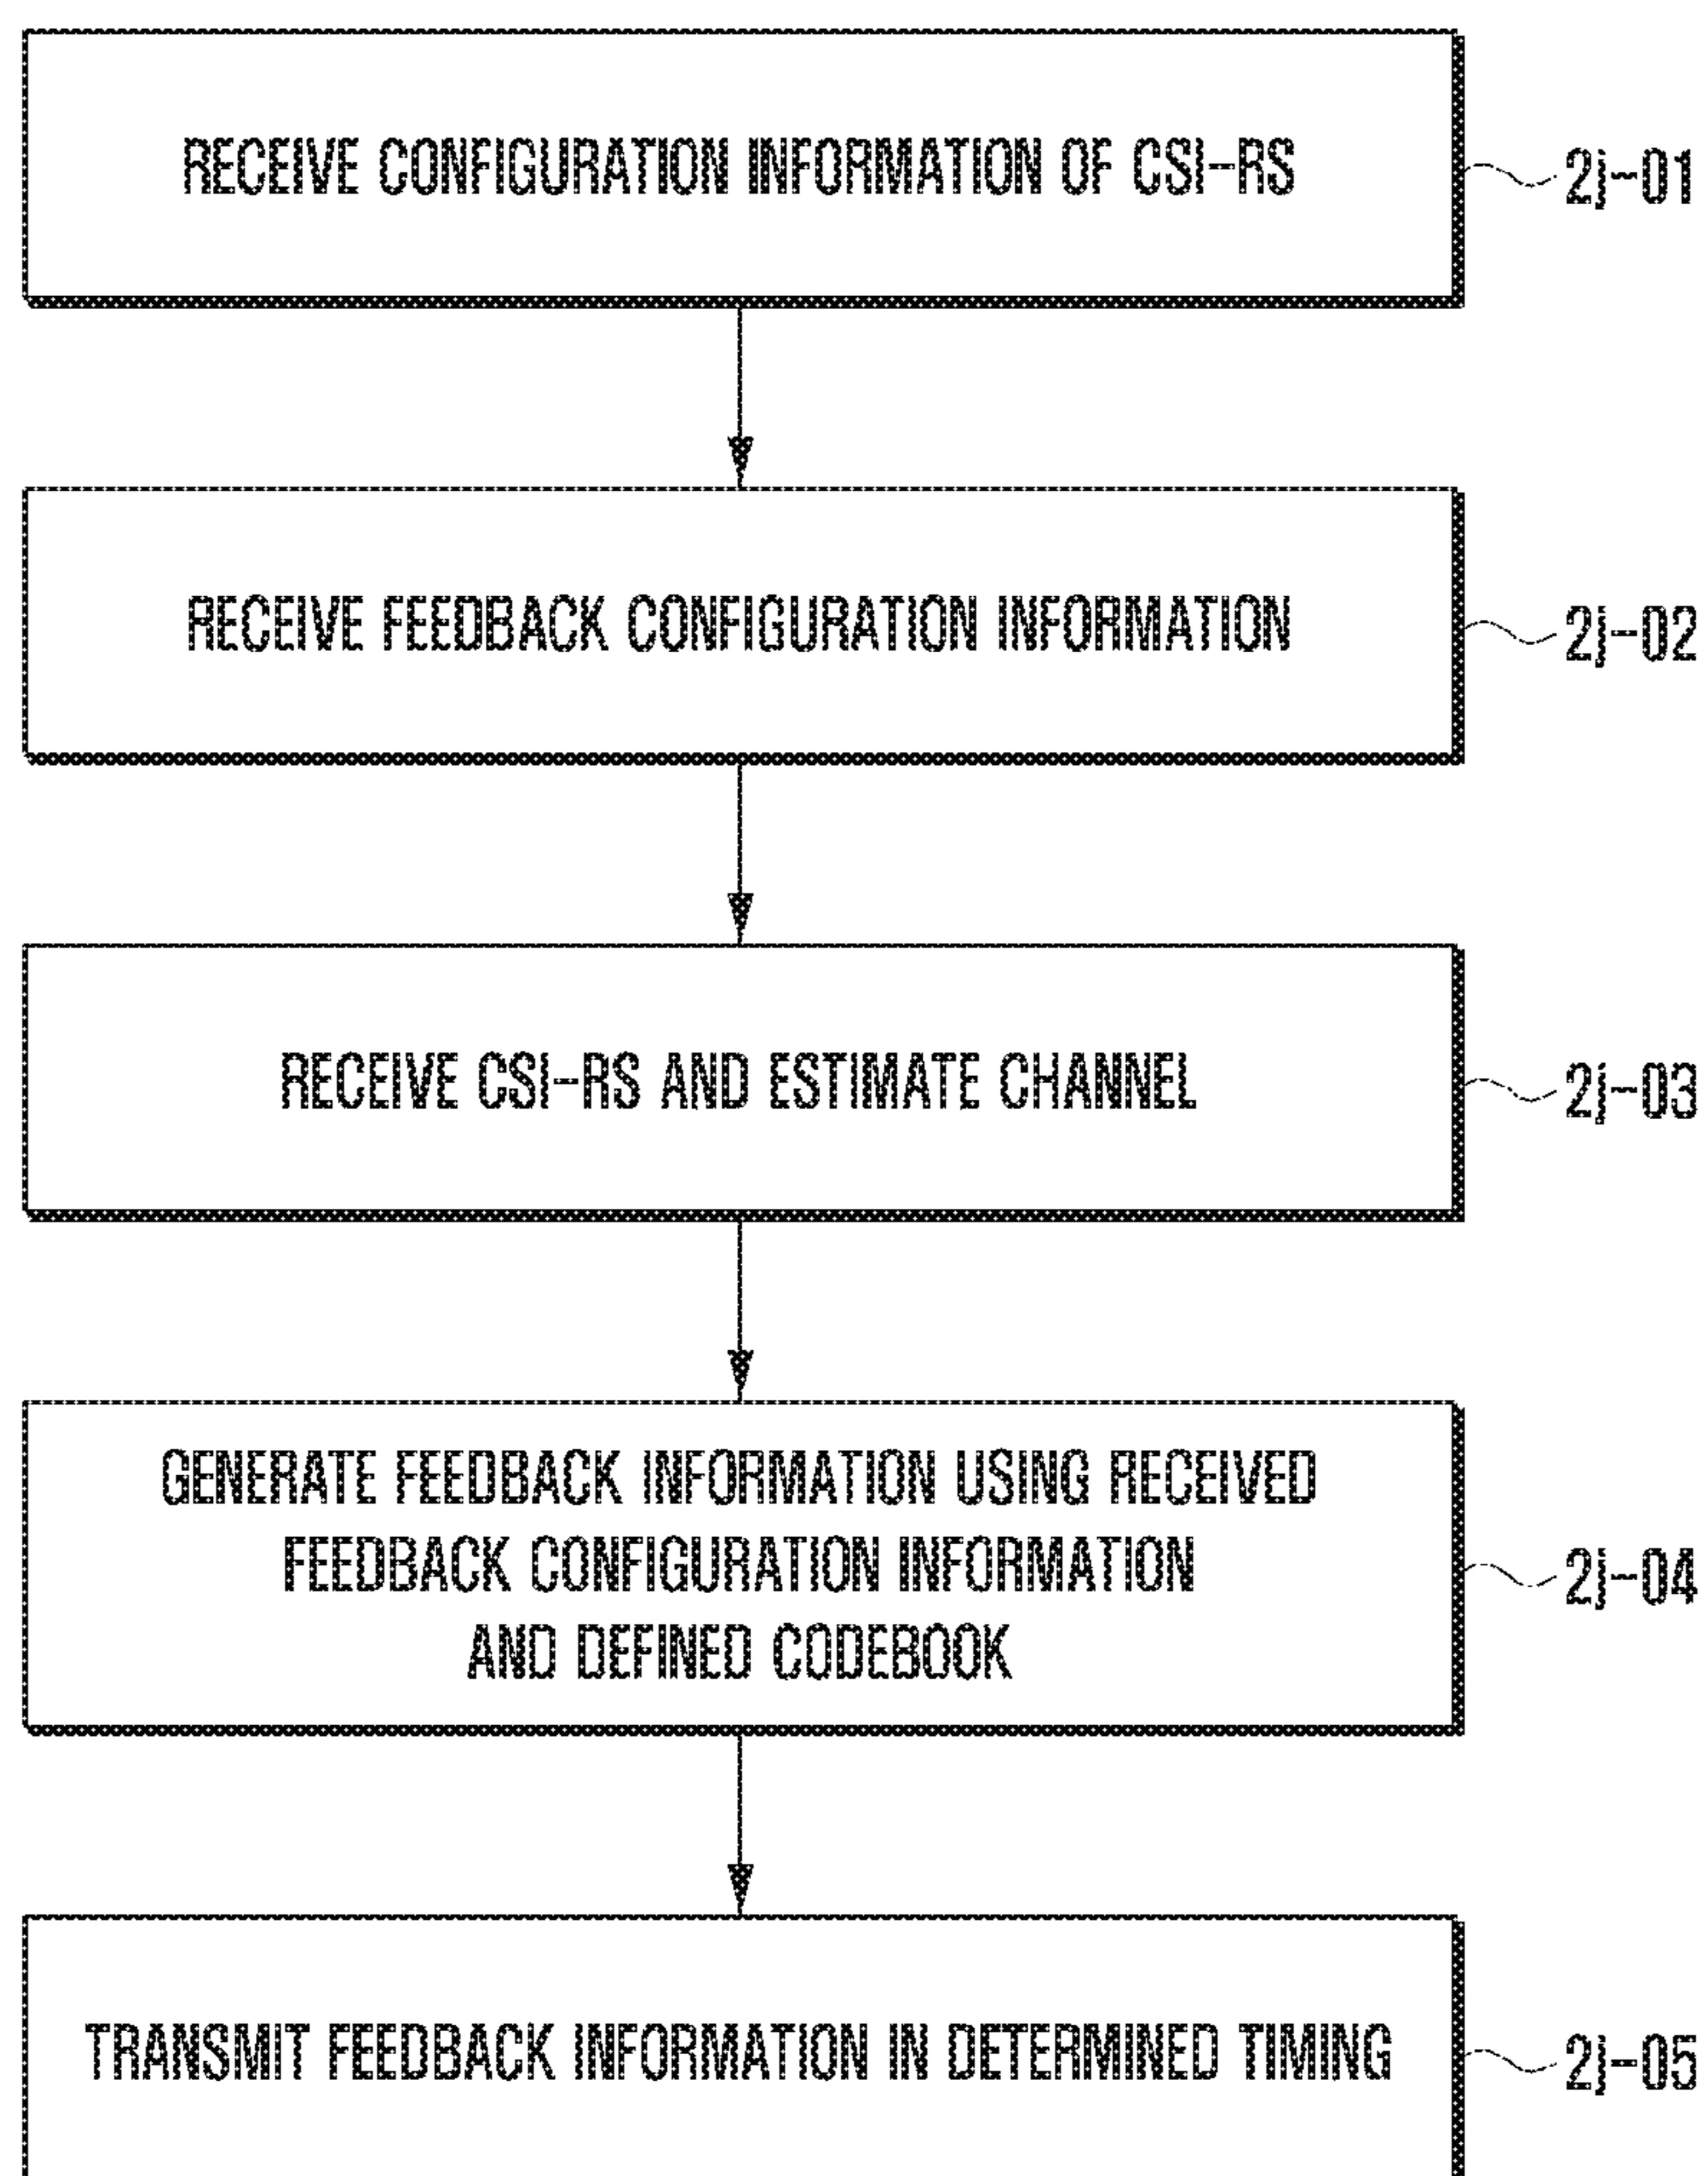 RECEIVE CONFIGURATION INFORMATION OF CSI-RS
2j-01
RECEIVE FEEDBACK CONFIGURATION INFORMATION
2j-02
RECEIVE CSI-RS AND ESTIMATE CHANNEL
2j-03
GENERATE FEEDBACK INFORMATION USING RECEIVED
FEEDBACK CONFIGURATION INFORMATION
AND DEFINED CODEBOOK
2j-04
TRANSMIT FEEDBACK INFORMATION IN DETERMINED TIMING
2j-05